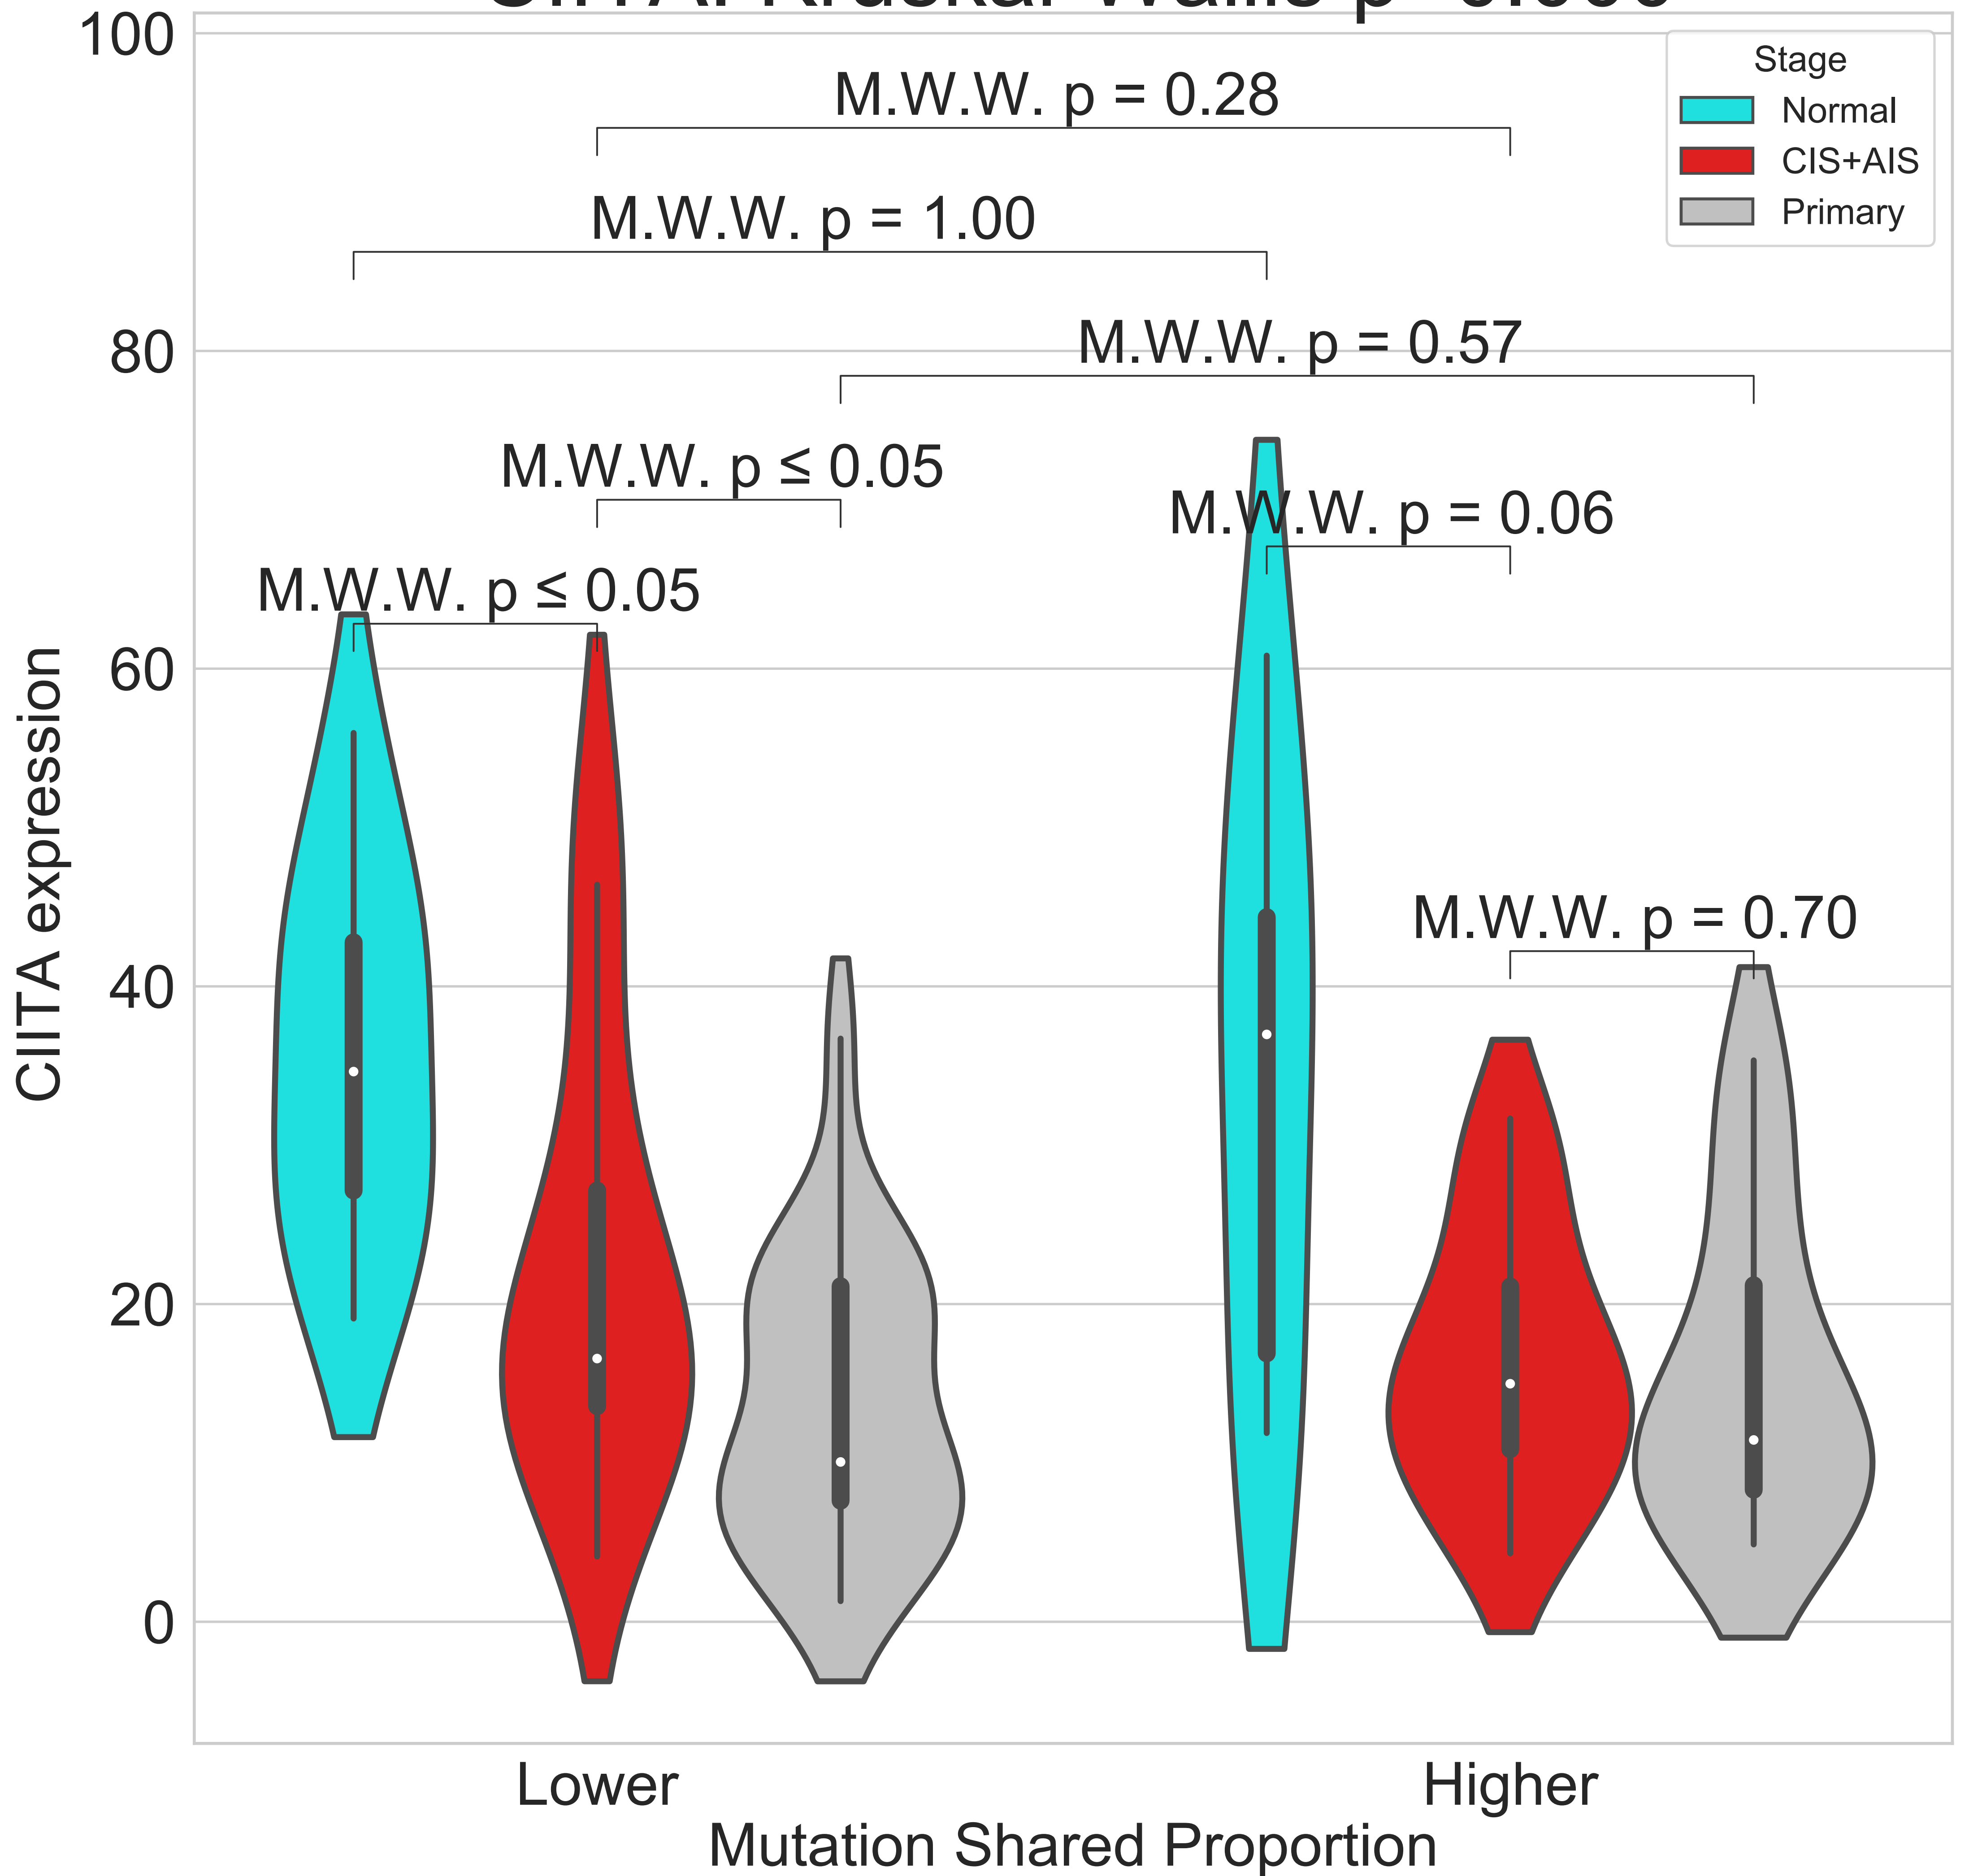 100
80
60
40
20
0
CIITA expression
M.W.W. p = 0.28
M.W.W. p = 1.00
M.W.W. p = 0.57
M.W.W. p ≤ 0.05
M.W.W. p = 0.06
M.W.W. p ≤ 0.05
M.W.W. p = 0.70
Stage
Normal
CIS+AIS
Primary
Lower
Higher
Mutation Shared Proportion